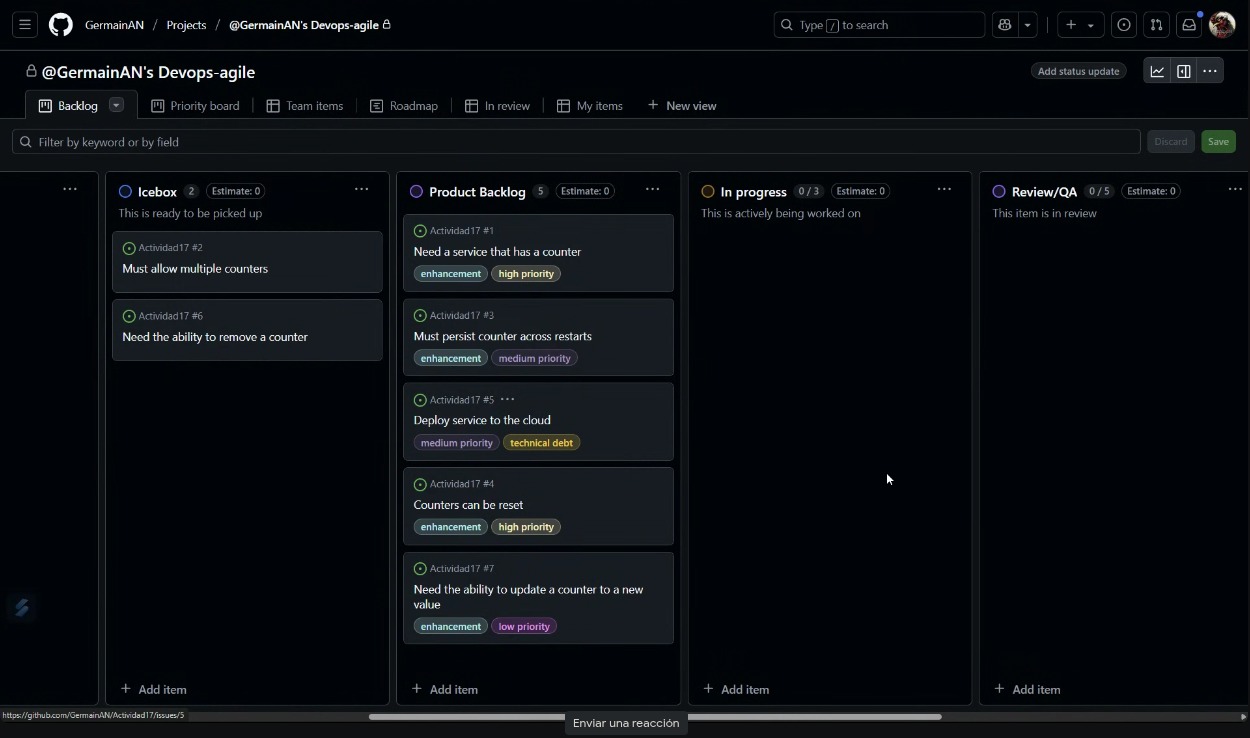 GermainAN / Projects / @GermainAN's Devops-agile
Type / to search
@GermainAN's Devops-agile
Add status update
Backlog
Priority board
Team items
Roadmap
In review
My items
+ New view
Filter by keyword or by field
Discard
Save
Icebox 2 Estimate: 0
This is ready to be picked up
Actividad17 #2
Must allow multiple counters
Actividad17 #6
Need the ability to remove a counter
+ Add item
Product Backlog 5 Estimate: 0
Actividad17 #1
Need a service that has a counter
enhancement high priority
Actividad17 #3
Must persist counter across restarts
enhancement medium priority
Actividad17 #5 ...
Deploy service to the cloud
medium priority technical debt
Actividad17 #4
Counters can be reset
enhancement high priority
Actividad17 #7
Need the ability to update a counter to a new
value
enhancement low priority
+ Add item
In progress 0 / 3 Estimate: 0
This is actively being worked on
+ Add item
Review/QA 0 / 5 Estimate: 0
This item is in review
+ Add item
https://github.com/GermainAN/Actividad17/issues/5
Enviar una reacción